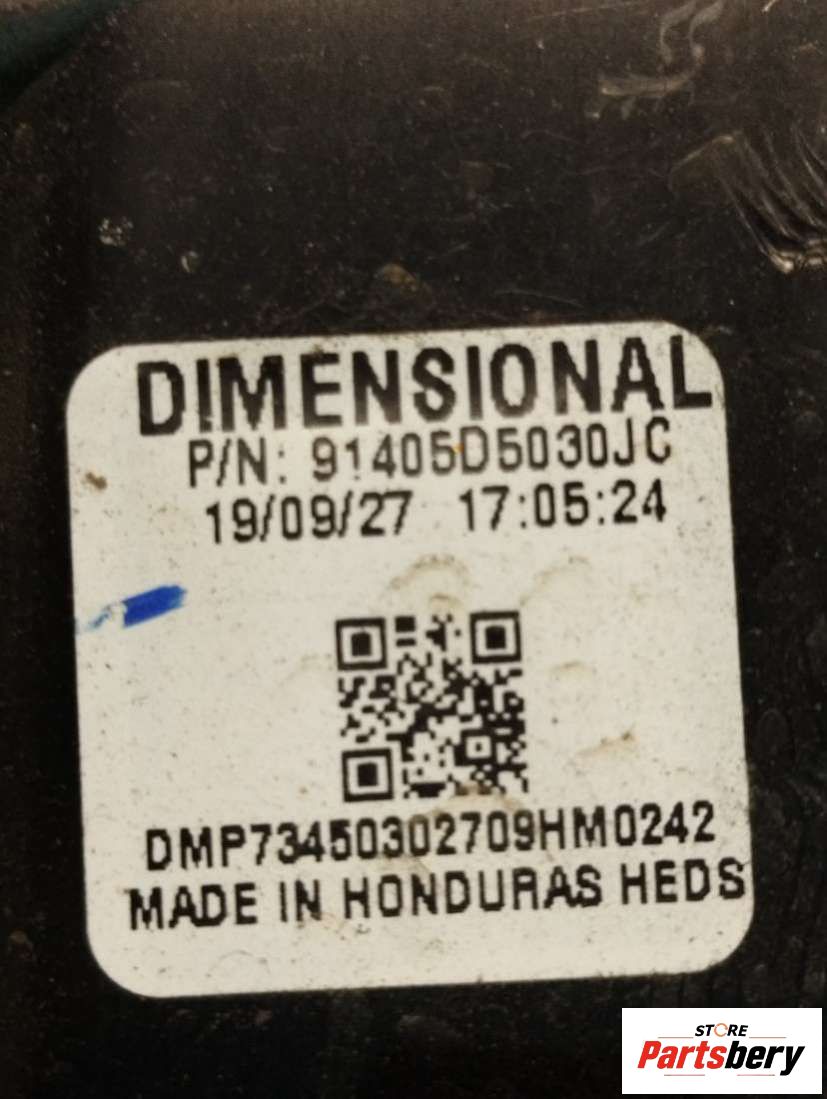 DIMENSIONAL
P/N: 91405D5030JC
19/09/27 17:05:24
DMP73450302709HM0242
MADE IN HONDURAS HEDS
STORE
Partsbery